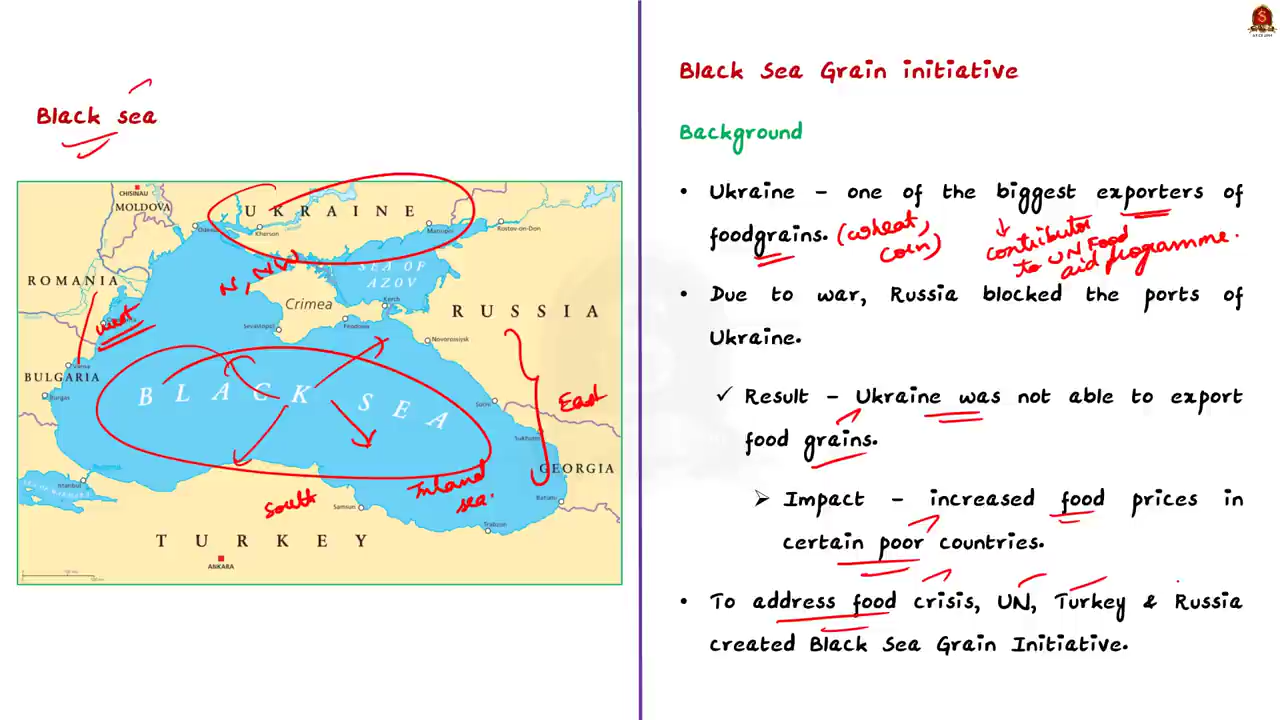 Black sea
CHISINAU
MOLDOVA
UKRAINE
Odessa
Kherson
Mariupol
Rostov-on-Don
N, NW
SEA OF
AZOV
ROMANIA
Crimea
Kerch
RUSSIA
Sevastopol
Feodosia
Novorossiysk
west
Varna
BULGARIA
Burgas
BLACK SEA
Sochi
East
Sukhumi
GEORGIA
Batumi
Istanbul
South
Inland
sea.
Samsun
Trabzon
TURKEY
ANKARA
Black Sea Grain initiative
Background
• Ukraine – one of the biggest exporters of
foodgrains. (wheat,
corn)
↓
contributor
to UN Food
aid programme.
• Due to war, Russia blocked the ports of
Ukraine.
✓ Result – Ukraine was not able to export
food grains.
➢ Impact – increased food prices in
certain poor countries.
• To address food crisis, UN, Turkey & Russia
created Black Sea Grain Initiative.